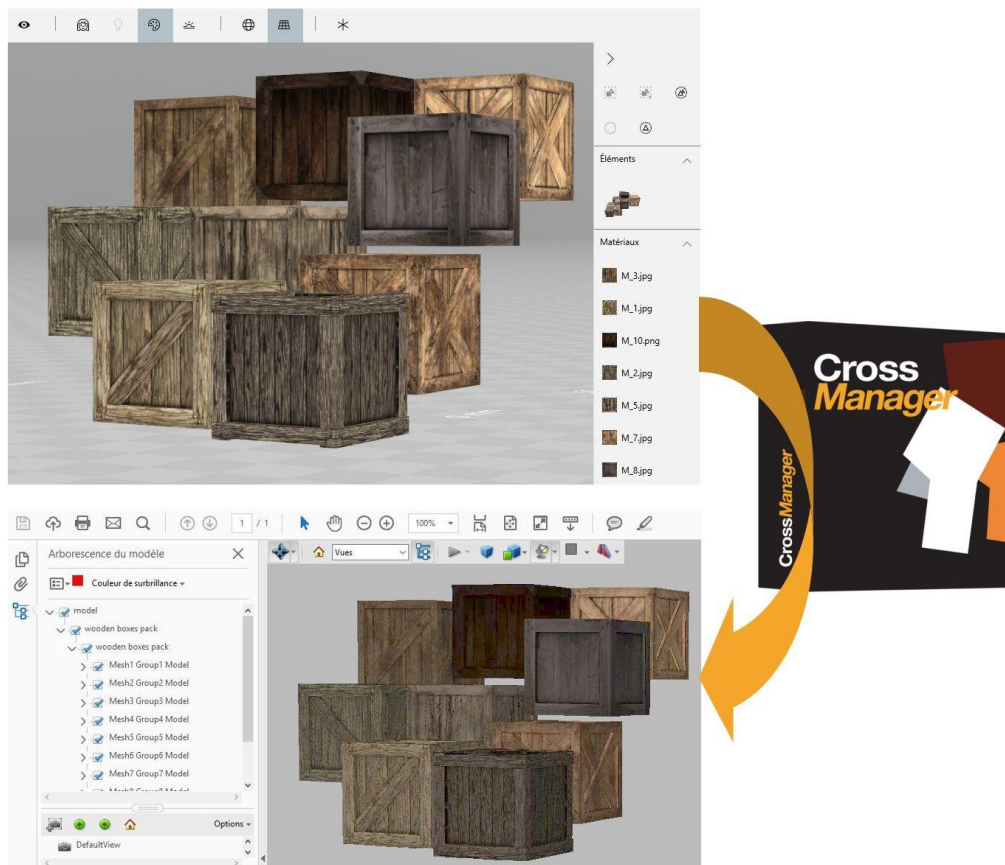 Éléments
Matériaux
M_3.jpg
M_1.jpg
M_10.png
M_2.jpg
M_5.jpg
M_7.jpg
M_8.jpg
Cross
Manager
CrossManager
1 / 1
100%
Arborescence du modèle
Vues
Couleur de surbrillance
model
wooden boxes pack
wooden boxes pack
Mesh1 Group1 Model
Mesh2 Group2 Model
Mesh3 Group3 Model
Mesh4 Group4 Model
Mesh5 Group5 Model
Mesh6 Group6 Model
Mesh7 Group7 Model
Mesh8 Group8 Model
Options
DefaultView